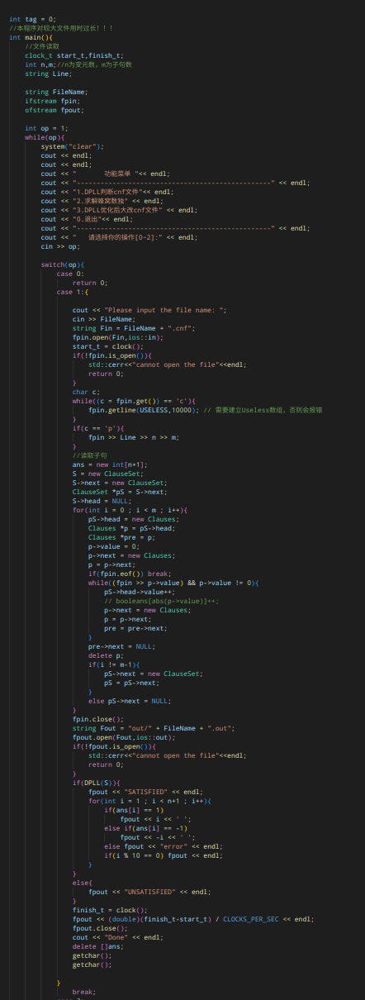 int tag = 0;
//本程序对较大文件用时过长！！！
int main(){
//文件读取
clock_t start_t,finish_t;
int n,m;//n为变元数，m为子句数
string Line;
string FileName;
ifstream fpin;
ofstream fpout;
int op = 1;
while(op){
system("clear");
cout << endl;
cout << endl;
cout << "       功能菜单 "<< endl;
cout << "-------------------------------------------------" << endl;
cout << "1.DPLL判断cnf文件"<< endl;
cout << "2.求解蜂窝数独" << endl;
cout << "3.DPLL优化后大改cnf文件" << endl;
cout << "0.退出"<< endl;
cout << "-------------------------------------------------" << endl;
cout << "   请选择你的操作[0~2]:" << endl;
cin >> op;
switch(op){
case 0:
return 0;
case 1:{
cout << "Please input the file name: ";
cin >> FileName;
string Fin = FileName + ".cnf";
fpin.open(Fin,ios::in);
start_t = clock();
if(!fpin.is_open()){
std::cerr<<"cannot open the file"<<endl;
return 0;
}
char c;
while((c = fpin.get()) == 'c'){
fpin.getline(USELESS,10000); // 需要建立Useless数组，否则会报错
}
if(c == 'p'){
fpin >> Line >> n >> m;
}
//读取子句
ans = new int[n+1];
S = new ClauseSet;
S->next = new ClauseSet;
ClauseSet *pS = S->next;
S->head = NULL;
for(int i = 0 ; i < m ; i++){
pS->head = new Clauses;
Clauses *p = pS->head;
Clauses *pre = p;
p->value = 0;
p->next = new Clauses;
p = p->next;
if(fpin.eof()) break;
while((fpin >> p->value) && p->value != 0){
pS->head->value++;
// booleans[abs(p->value)]++;
p->next = new Clauses;
p = p->next;
pre = pre->next;
}
pre->next = NULL;
delete p;
if(i != m-1){
pS->next = new ClauseSet;
pS = pS->next;
}
else pS->next = NULL;
}
fpin.close();
string Fout = "out/" + FileName + ".out";
fpout.open(Fout,ios::out);
if(!fpout.is_open()){
std::cerr<<"cannot open the file"<<endl;
return 0;
}
if(DPLL(S)){
fpout << "SATISFIED" << endl;
for(int i = 1 ; i < n+1 ; i++){
if(ans[i] == 1)
fpout << i << ' ';
else if(ans[i] == -1)
fpout << -i << ' ';
else fpout << "error" << endl;
if(i % 10 == 0) fpout << endl;
}
}
else{
fpout << "UNSATISFIED" << endl;
}
finish_t = clock();
fpout << (double)(finish_t-start_t) / CLOCKS_PER_SEC << endl;
fpout.close();
cout << "Done" << endl;
delete []ans;
getchar();
getchar();
}
break;